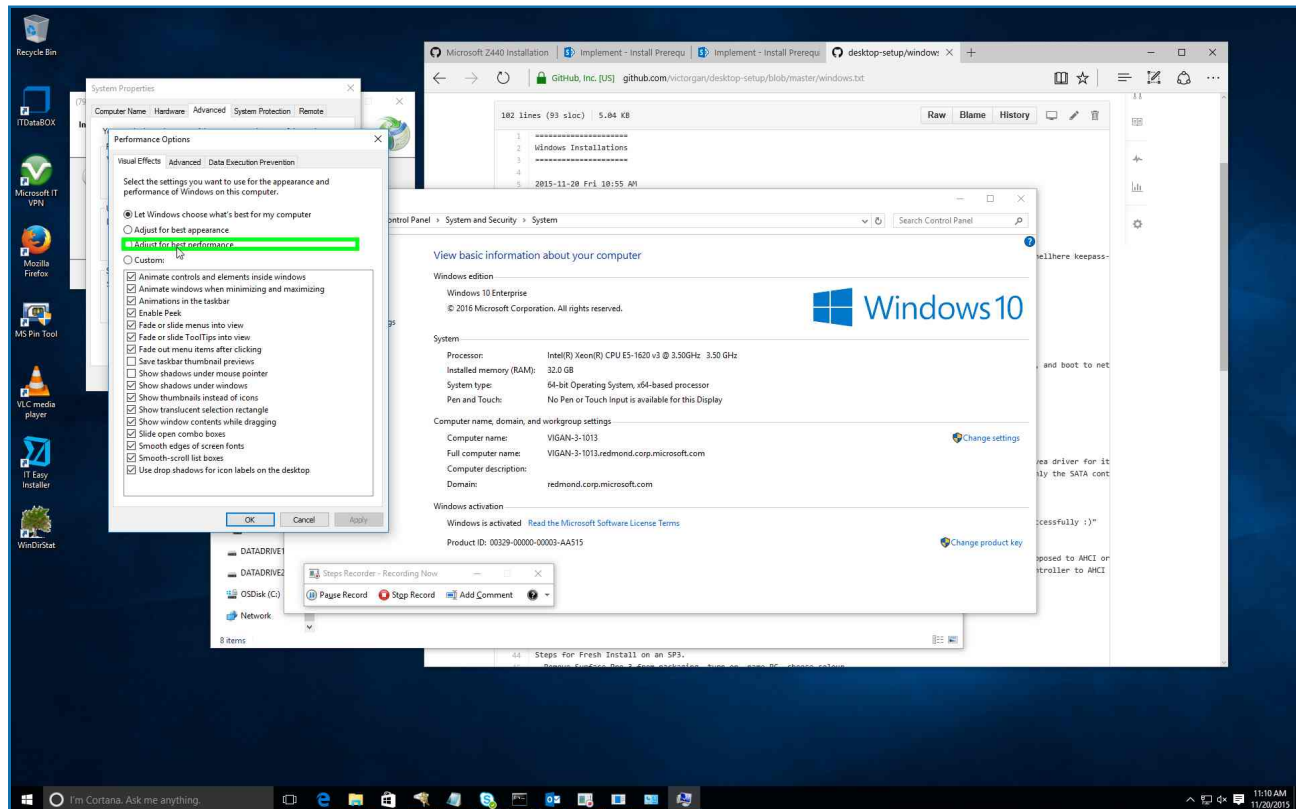 Recycle Bin
ITDataBOX
Microsoft IT
VPN
Mozilla
Firefox
MS Pin Tool
VLC media
player
IT Easy
Installer
WinDirStat
System Properties
Computer Name Hardware Advanced System Protection Remote
Performance Options
Visual Effects Advanced Data Execution Prevention
Select the settings you want to use for the appearance and
performance of Windows on this computer.
Let Windows choose what's best for my computer
Adjust for best appearance
Adjust for best performance
Custom:
Animate controls and elements inside windows
Animate windows when minimizing and maximizing
Animations in the taskbar
Enable Peek
Fade or slide menus into view
Fade or slide ToolTips into view
Fade out menu items after clicking
Save taskbar thumbnail previews
Show shadows under mouse pointer
Show shadows under windows
Show thumbnails instead of icons
Show translucent selection rectangle
Show window contents while dragging
Slide open combo boxes
Smooth edges of screen fonts
Smooth-scroll list boxes
Use drop shadows for icon labels on the desktop
OK Cancel Apply
Microsoft Z440 Installation Implement - Install Prerequ Implement - Install Prerequ desktop-setup/window:
GitHub, Inc. [US] github.com/victorgan/desktop-setup/blob/master/windows.txt
102 lines (93 sloc) 5.04 KB
Raw Blame History
1 =====================
2 Windows Installations
3 =====================
4
5 2015-11-20 Fri 10:55 AM
ntrol Panel › System and Security › System
Search Control Panel
View basic information about your computer
Windows edition
Windows 10 Enterprise
© 2016 Microsoft Corporation. All rights reserved.
Windows 10
System
Processor: Intel(R) Xeon(R) CPU E5-1620 v3 @ 3.50GHz 3.50 GHz
Installed memory (RAM): 32.0 GB
System type: 64-bit Operating System, x64-based processor
Pen and Touch: No Pen or Touch Input is available for this Display
Computer name, domain, and workgroup settings
Computer name: VIGAN-3-1013
Change settings
Full computer name: VIGAN-3-1013.redmond.corp.microsoft.com
Computer description:
Domain: redmond.corp.microsoft.com
Windows activation
Windows is activated Read the Microsoft Software License Terms
Product ID: 00329-00000-00003-AA515
Change product key
ellhere keepass-
, and boot to net
vea driver for it
ly the SATA cont
ccessfully :)"
pposed to AHCI or
ntroller to AHCI
DATADRIVE1
DATADRIVE2
OSDisk (C:)
Network
8 items
Steps Recorder - Recording Now
Pause Record Stop Record Add Comment
44 Steps for Fresh Install on an SP3.
I'm Cortana. Ask me anything.
11:10 AM
11/20/2015